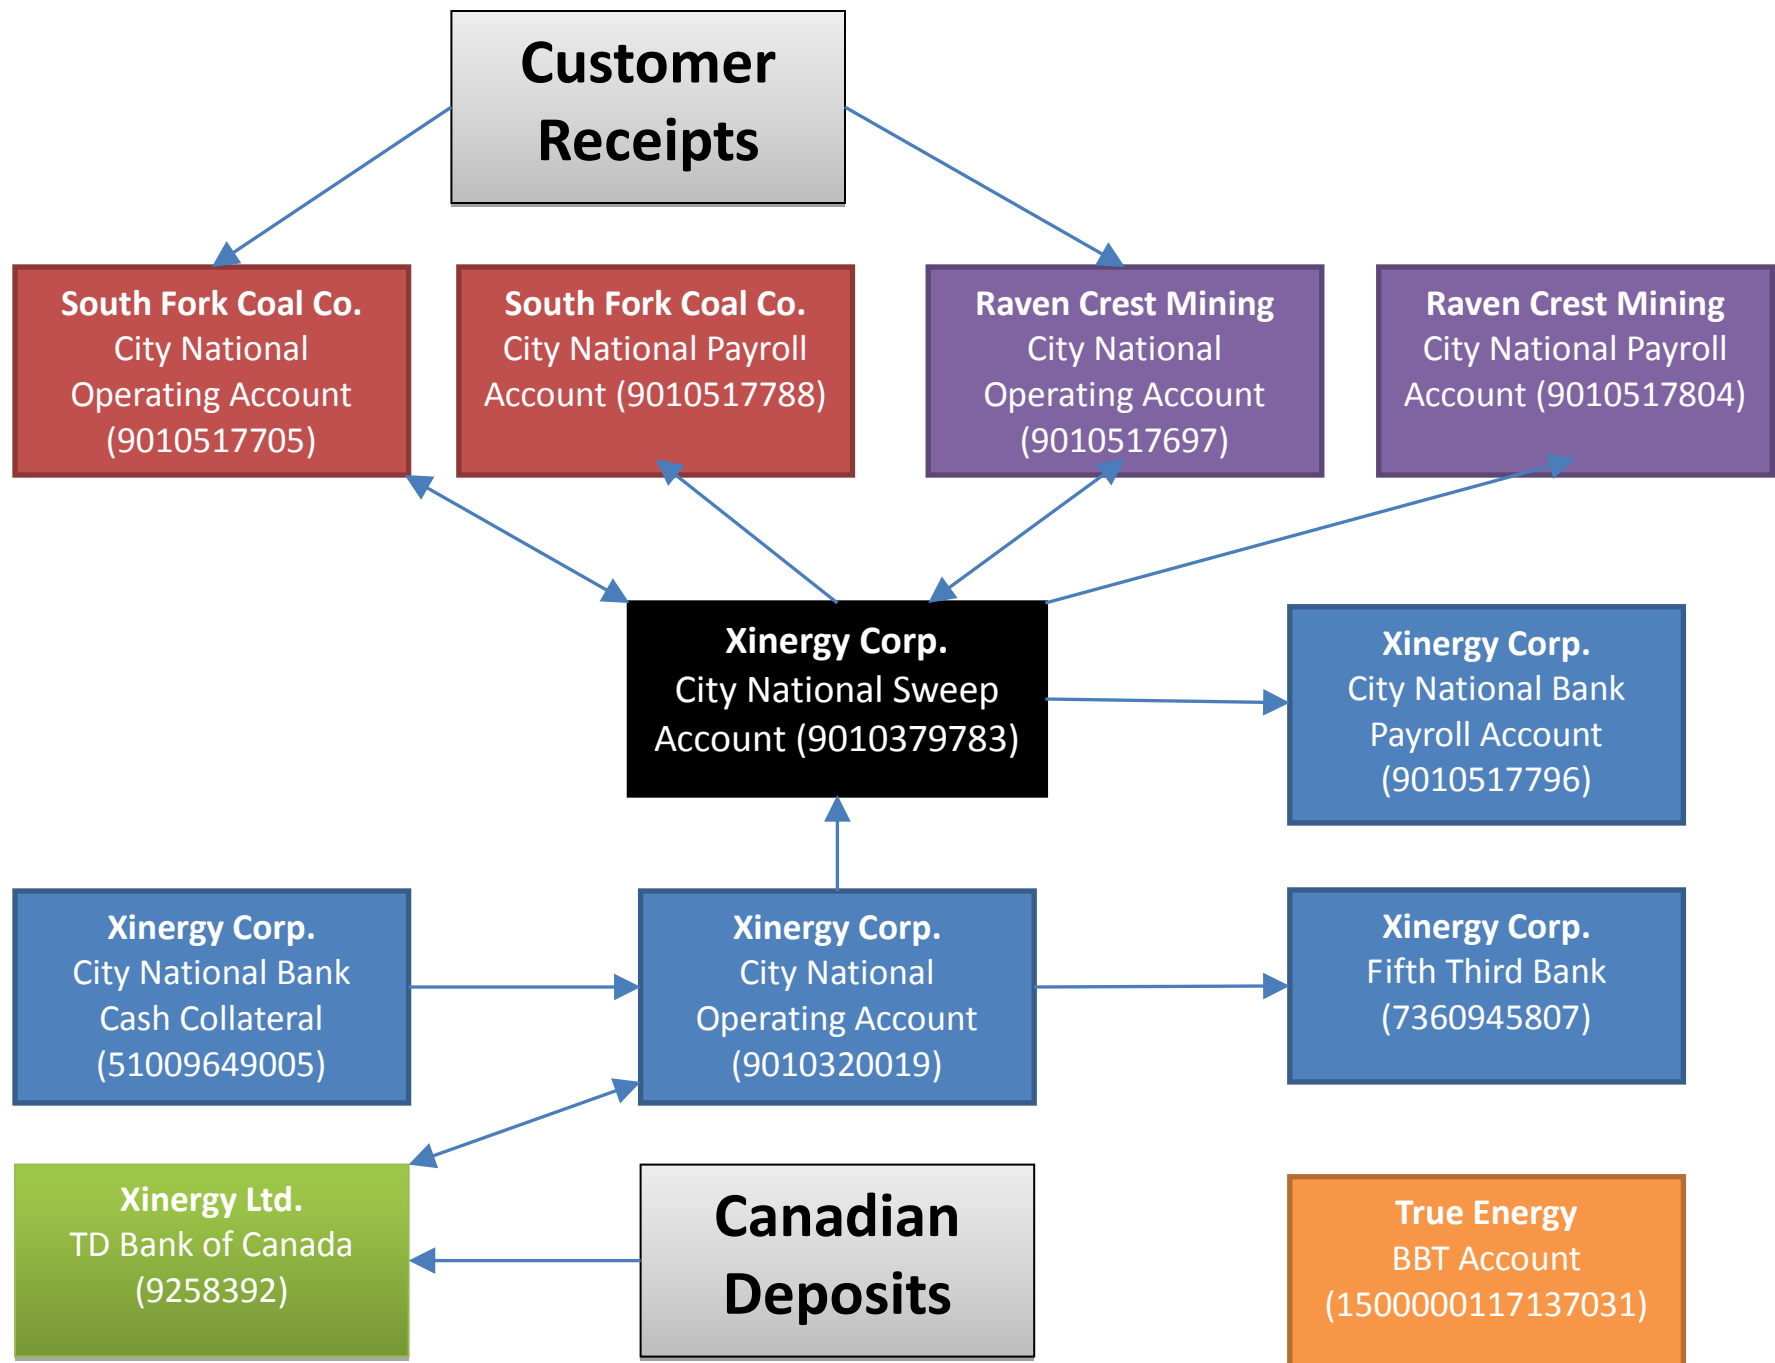 Customer
Receipts
South Fork Coal Co.
City National
Operating Account
(9010517705)
South Fork Coal Co.
City National Payroll
Account (9010517788)
Raven Crest Mining
City National
Operating Account
(9010517697)
Raven Crest Mining
City National Payroll
Account (9010517804)
Xinergy Corp.
City National Sweep
Account (9010379783)
Xinergy Corp.
City National Bank
Payroll Account
(9010517796)
Xinergy Corp.
City National Bank
Cash Collateral
(51009649005)
Xinergy Corp.
City National
Operating Account
(9010320019)
Xinergy Corp.
Fifth Third Bank
(7360945807)
Xinergy Ltd.
TD Bank of Canada
(9258392)
Canadian
Deposits
True Energy
BBT Account
(1500000117137031)